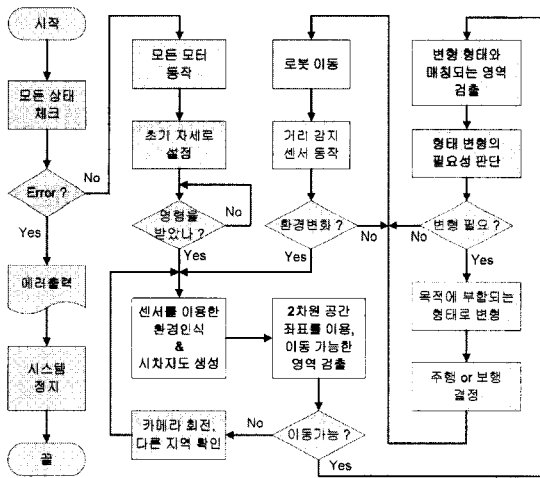 시작
모든 상태
체크
Error ?
No
Yes
에러출력
시스템
정지
끝
모든 모터
동작
초기 자세로
설정
명령을
받았나 ?
No
Yes
센서를 이용한
환경인식
&
시차지도 생성
카메라 회전,
다른 지역 확인
로봇 이동
거리 감지
센서 동작
환경변화 ?
No
Yes
2차원 공간
좌표를 이용,
이동 가능한
영역 검출
이동가능 ?
No
Yes
변형 형태와
매칭되는 영역
검출
형태 변형의
필요성 판단
변형 필요 ?
No
Yes
목적에 부합되는
형태로 변형
주행 or 보행
결정